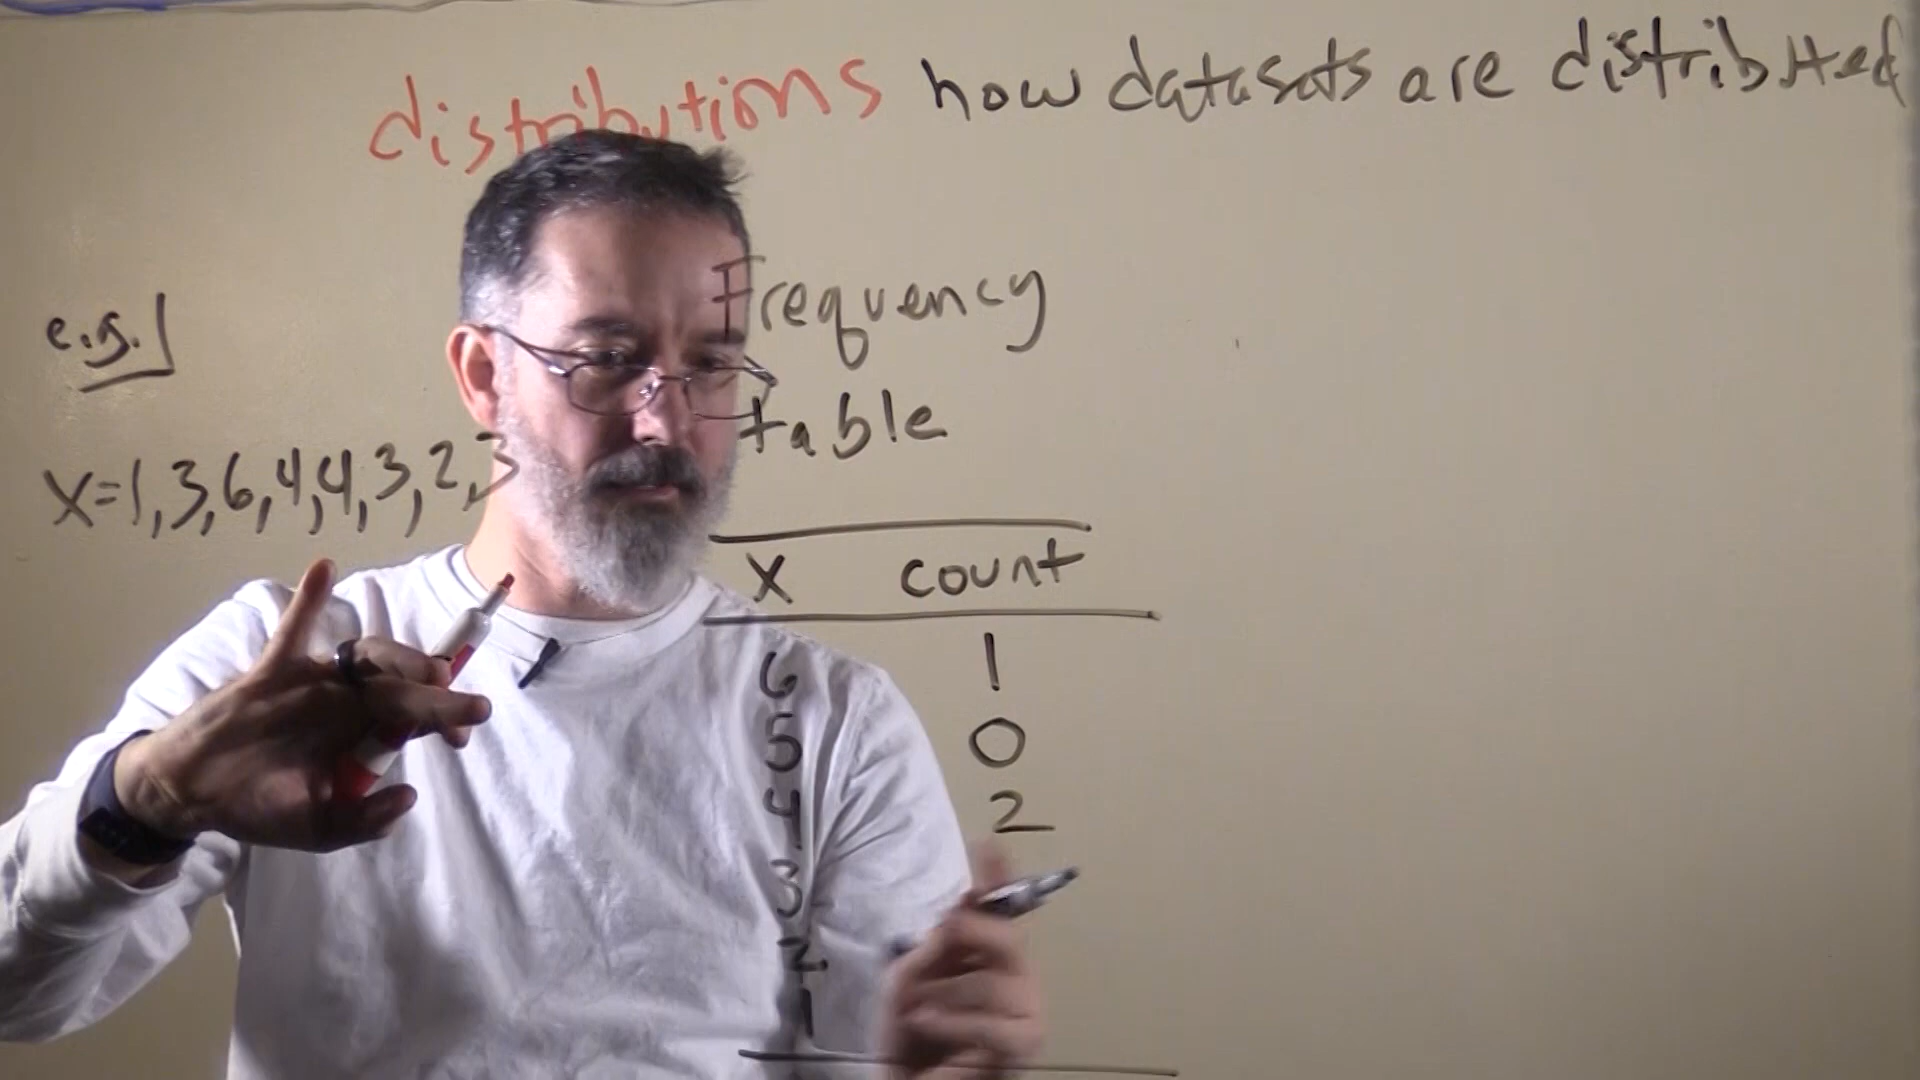 distributions how datasets are distributed
e.g.
Frequency
table
X=1,3,6,4,4,3,2,3
X count
6 1
5 0
4 2
3
2
1